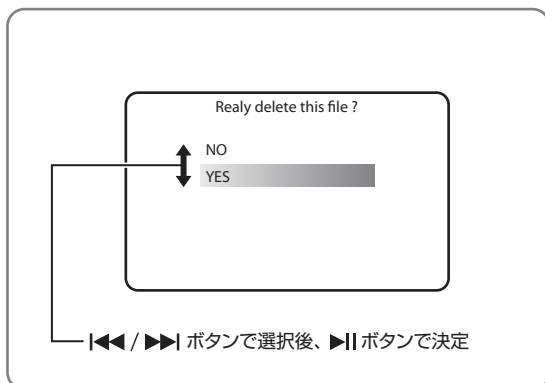 Realy delete this file ?
NO
YES
|◀◀ / ▶▶| ボタンで選択後、▶|| ボタンで決定